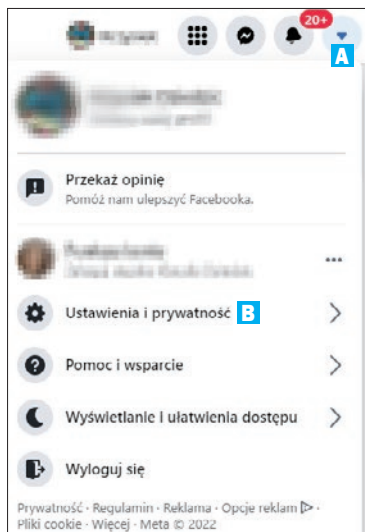 20+
A
Przekaż opinię
Pomóż nam ulepszyć Facebooka.
Ustawienia i prywatność B
Pomoc i wsparcie
Wyświetlanie i ułatwienia dostępu
Wyloguj się
Prywatność · Regulamin · Reklama · Opcje reklam ·
Pliki cookie · Więcej · Meta © 2022